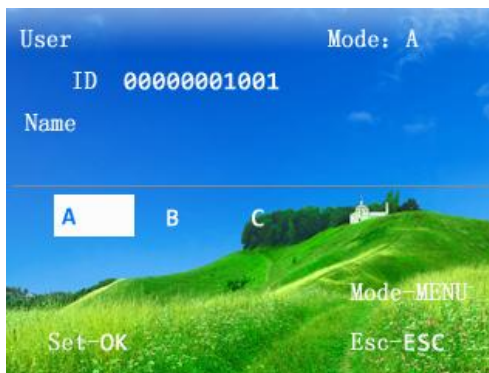 User Mode: A
ID 00000001001
Name
A B C
Mode-MENU
Set-OK Esc-ESC